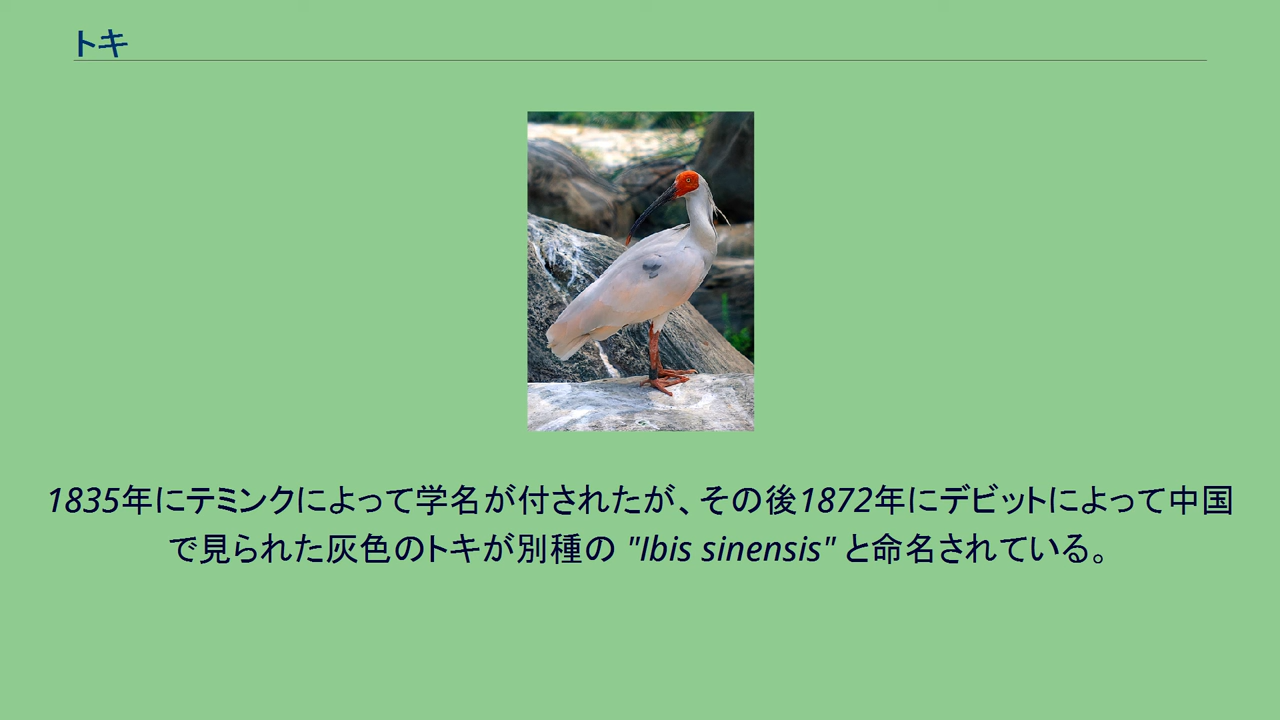 トキ
1835年にテミンクによって学名が付されたが、その後1872年にデビットによって中国
で見られた灰色のトキが別種の "Ibis sinensis" と命名されている。